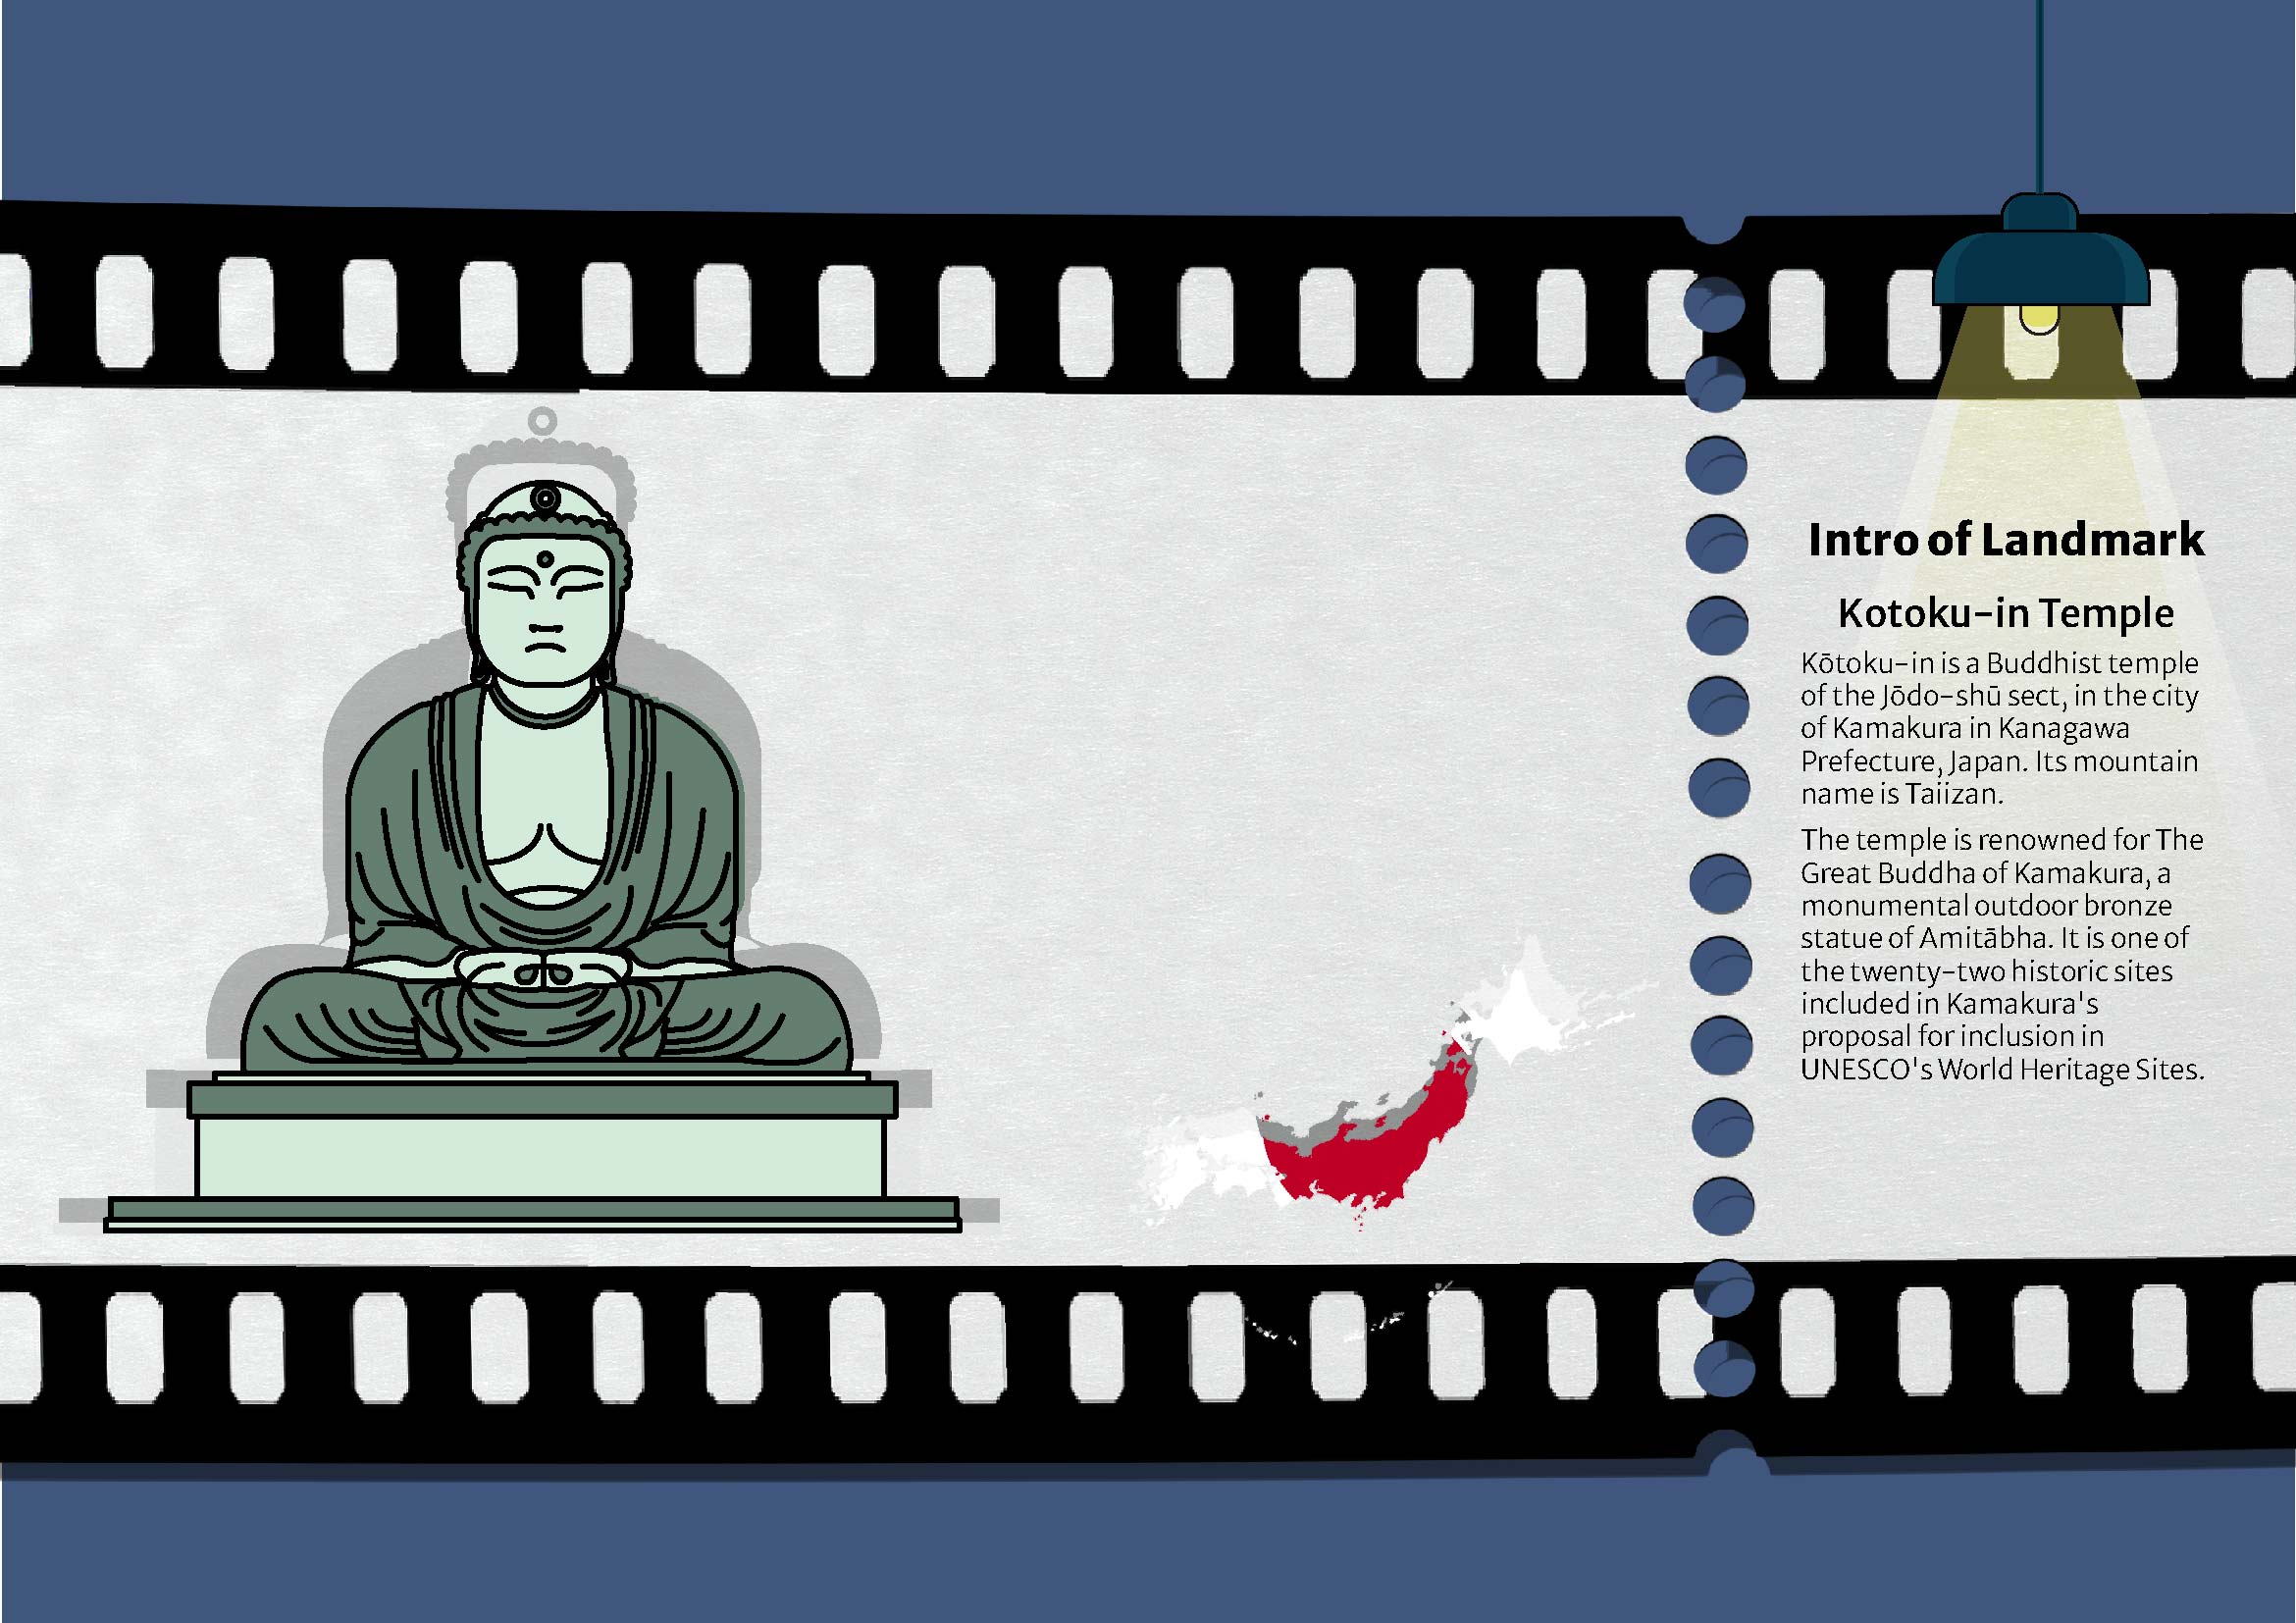 Intro of Landmark
Kotoku-in Temple
Kōtoku-in is a Buddhist temple
of the Jōdo-shū sect, in the city
of Kamakura in Kanagawa
Prefecture, Japan. Its mountain
name is Taiizan.
The temple is renowned for The
Great Buddha of Kamakura, a
monumental outdoor bronze
statue of Amitābha. It is one of
the twenty-two historic sites
included in Kamakura's
proposal for inclusion in
UNESCO's World Heritage Sites.